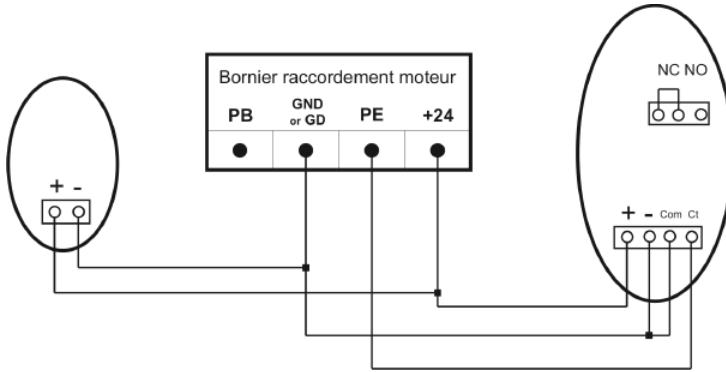 Bornier raccordement moteur
PB GND or GD PE +24
NC NO
+ -
+ - Com Ct